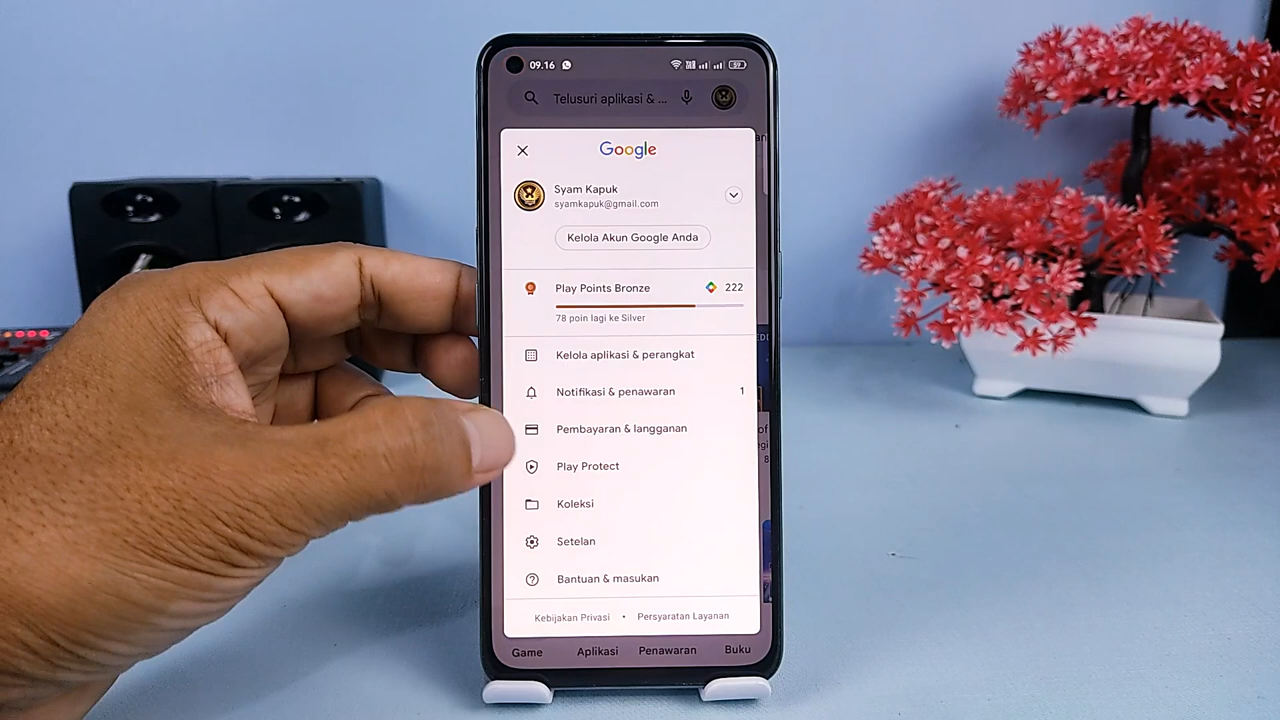 09.16
59
Telusuri aplikasi & ...
Google
Syam Kapuk
syamkapuk@gmail.com
Kelola Akun Google Anda
Play Points Bronze 222
78 poin lagi ke Silver
Kelola aplikasi & perangkat
Notifikasi & penawaran 1
Pembayaran & langganan
Play Protect
Koleksi
Setelan
Bantuan & masukan
Kebijakan Privasi • Persyaratan Layanan
Game Aplikasi Penawaran Buku